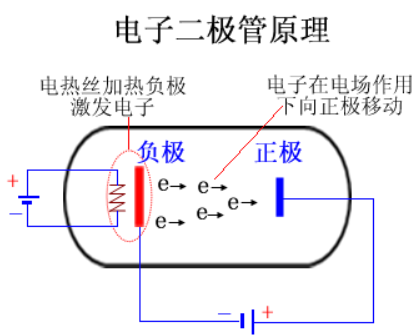 电子二极管原理
电热丝加热负极
激发电子
电子在电场作用
下向正极移动
负极
正极
e→ e→
e→
e→ e→
+
−
− +